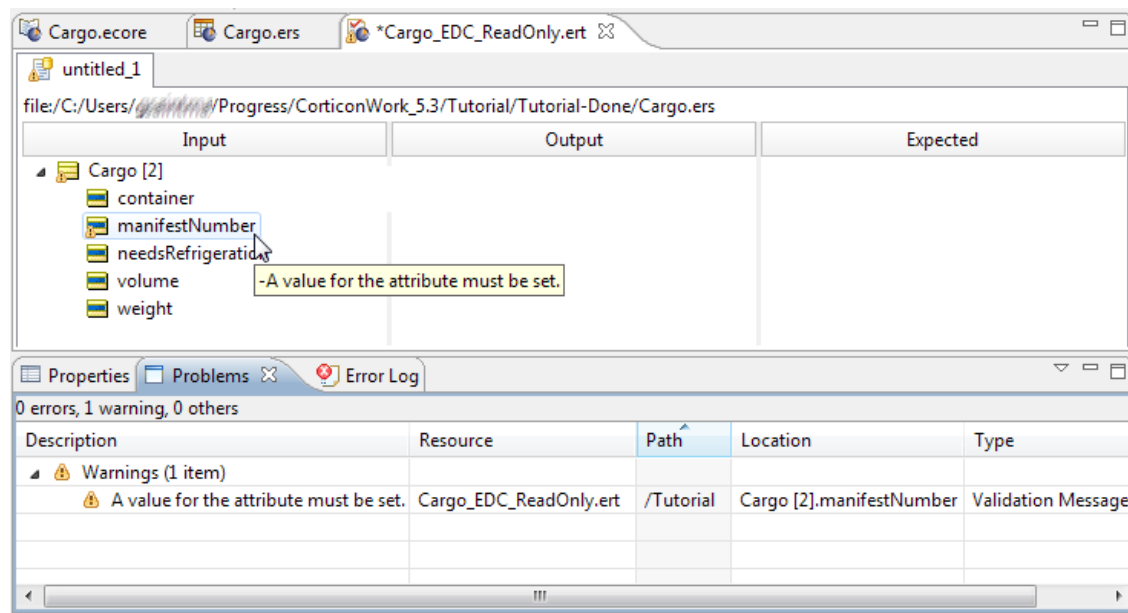 Cargo.ecore Cargo.ers *Cargo_EDC_ReadOnly.ert
untitled_1
file:/C:/Users/ /Progress/CorticonWork_5.3/Tutorial/Tutorial-Done/Cargo.ers
Input Output Expected
Cargo [2]
container
manifestNumber
needsRefrigeration
volume -A value for the attribute must be set.
weight
Properties Problems Error Log
0 errors, 1 warning, 0 others
Description Resource Path Location Type
Warnings (1 item)
A value for the attribute must be set. Cargo_EDC_ReadOnly.ert /Tutorial Cargo [2].manifestNumber Validation Message